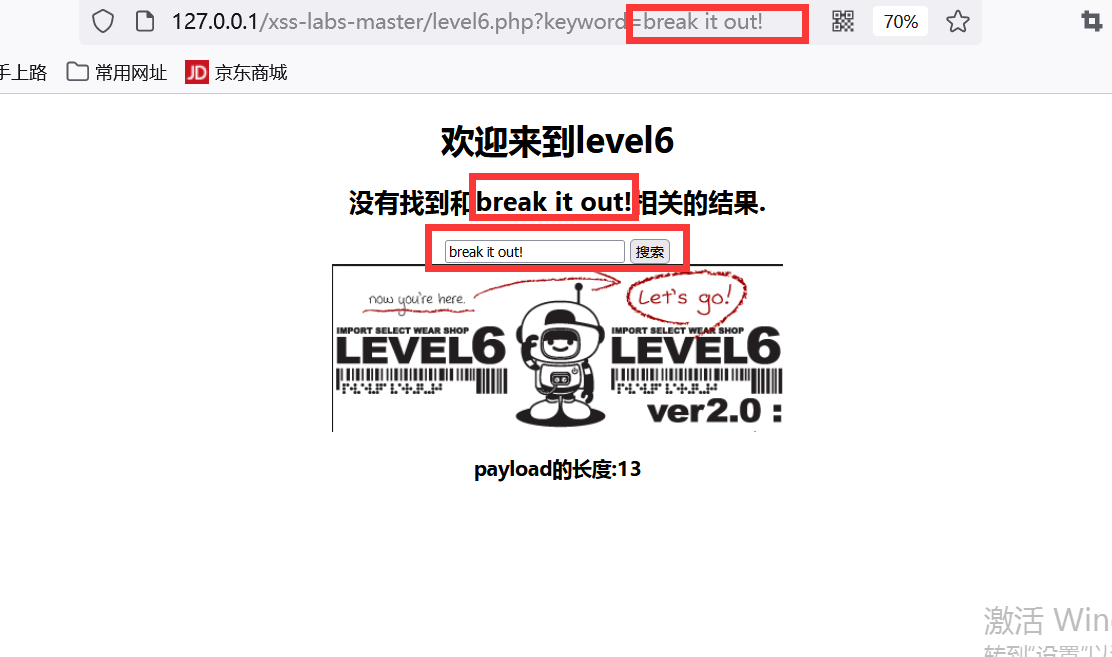 127.0.0.1/xss-labs-master/level6.php?keyword=break it out! 70%
手上路 常用网址 JD 京东商城
欢迎来到level6
没有找到和break it out!相关的结果.
break it out! 搜索
now you're here. Let's go!
IMPORT SELECT WEAR SHOP IMPORT SELECT WEAR SHOP
LEVEL6 LEVEL6
ver2.0 :
payload的长度:13
激活 Win
转到"设置"以